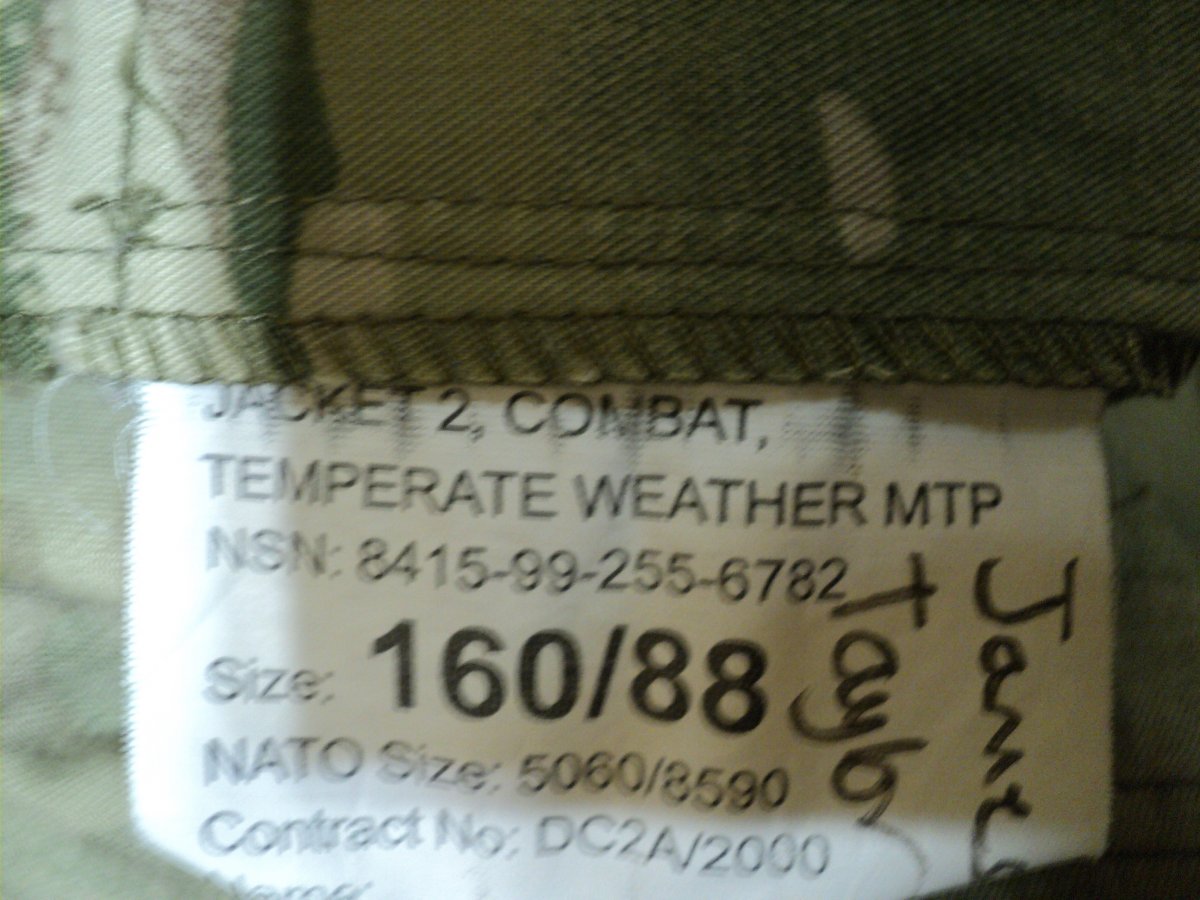 JACKET 2, COMBAT,
TEMPERATE WEATHER MTP
NSN: 8415-99-255-6782
Size: 160/88
NATO Size: 5060/8590
Contract No: DC2A/2000
Name: